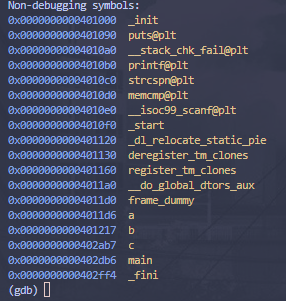 Non-debugging symbols:
0x0000000000401000 _init
0x0000000000401090 puts@plt
0x00000000004010a0 __stack_chk_fail@plt
0x00000000004010b0 printf@plt
0x00000000004010c0 strcspn@plt
0x00000000004010d0 memcmp@plt
0x00000000004010e0 __isoc99_scanf@plt
0x00000000004010f0 _start
0x0000000000401120 _dl_relocate_static_pie
0x0000000000401130 deregister_tm_clones
0x0000000000401160 register_tm_clones
0x00000000004011a0 __do_global_dtors_aux
0x00000000004011d0 frame_dummy
0x00000000004011d6 a
0x0000000000401217 b
0x0000000000402ab7 c
0x0000000000402db6 main
0x0000000000402ff4 _fini
(gdb)